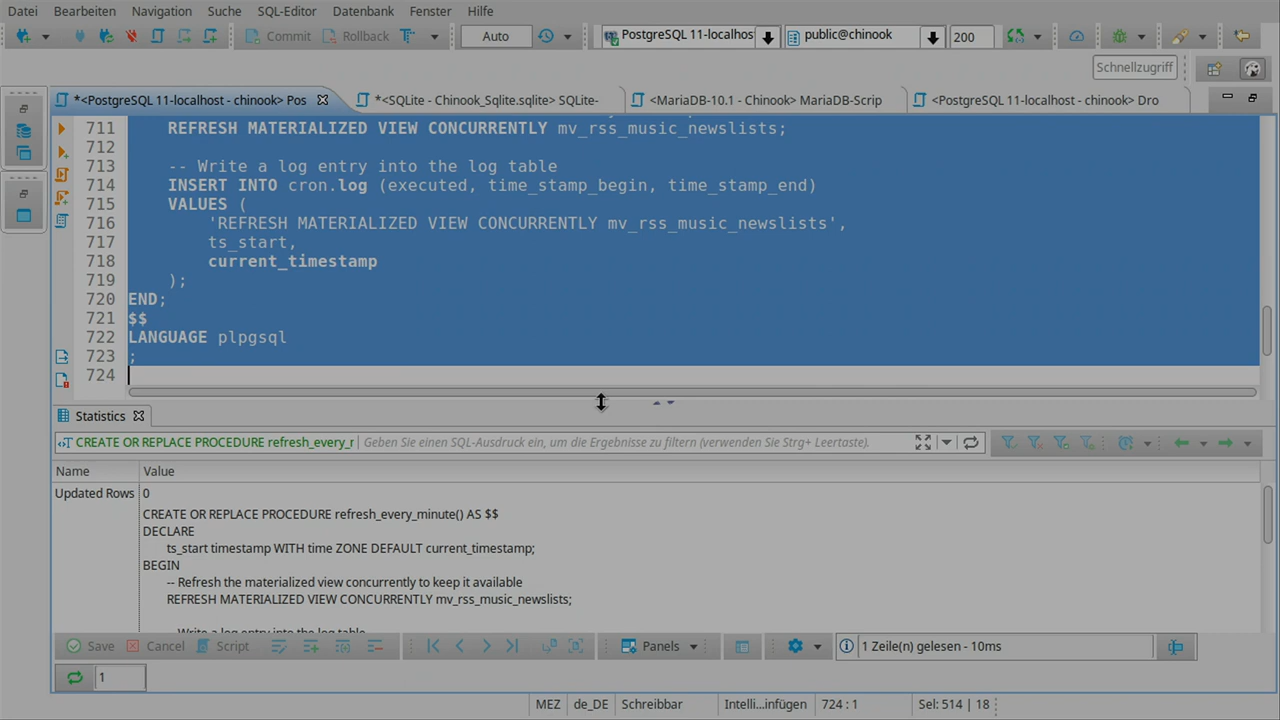 Datei Bearbeiten Navigation Suche SQL-Editor Datenbank Fenster Hilfe
Commit Rollback Auto PostgreSQL 11-localhost public@chinook 200
Schnellzugriff
*<PostgreSQL 11-localhost - chinook> Pos *<SQLite - Chinook_Sqlite.sqlite> SQLite- <MariaDB-10.1 - Chinook> MariaDB-Scrip <PostgreSQL 11-localhost - chinook> Dro
711 REFRESH MATERIALIZED VIEW CONCURRENTLY mv_rss_music_newslists;
712
713 -- Write a log entry into the log table
714 INSERT INTO cron.log (executed, time_stamp_begin, time_stamp_end)
715 VALUES (
716 'REFRESH MATERIALIZED VIEW CONCURRENTLY mv_rss_music_newslists',
717 ts_start,
718 current_timestamp
719 );
720 END;
721 $$
722 LANGUAGE plpgsql
723 ;
724
Statistics
CREATE OR REPLACE PROCEDURE refresh_every_r Geben Sie einen SQL-Ausdruck ein, um die Ergebnisse zu filtern (verwenden Sie Strg+ Leertaste).
Name Value
Updated Rows 0
CREATE OR REPLACE PROCEDURE refresh_every_minute() AS $$
DECLARE
ts_start timestamp WITH time ZONE DEFAULT current_timestamp;
BEGIN
-- Refresh the materialized view concurrently to keep it available
REFRESH MATERIALIZED VIEW CONCURRENTLY mv_rss_music_newslists;
-- Write a log entry into the log table
Save Cancel Script Panels 1 Zeile(n) gelesen - 10ms
1
MEZ de_DE Schreibbar Intelli...infügen 724 : 1 Sel: 514 | 18